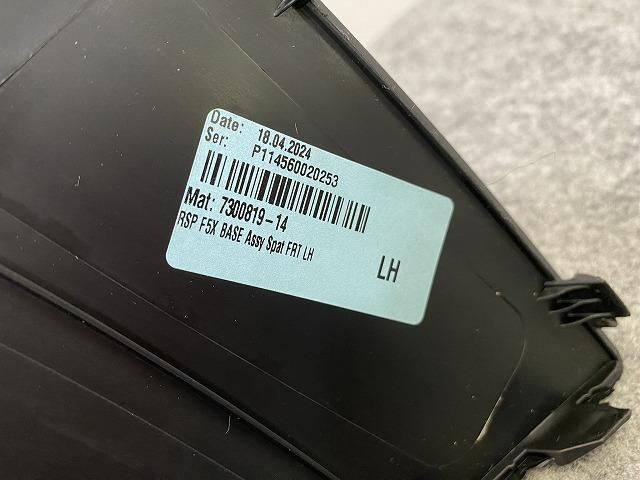 Date: 18.04.2024
Ser: P114560020253
Mat: 7300819-14
RSP F5X BASE Assy Spat FRT LH
LH